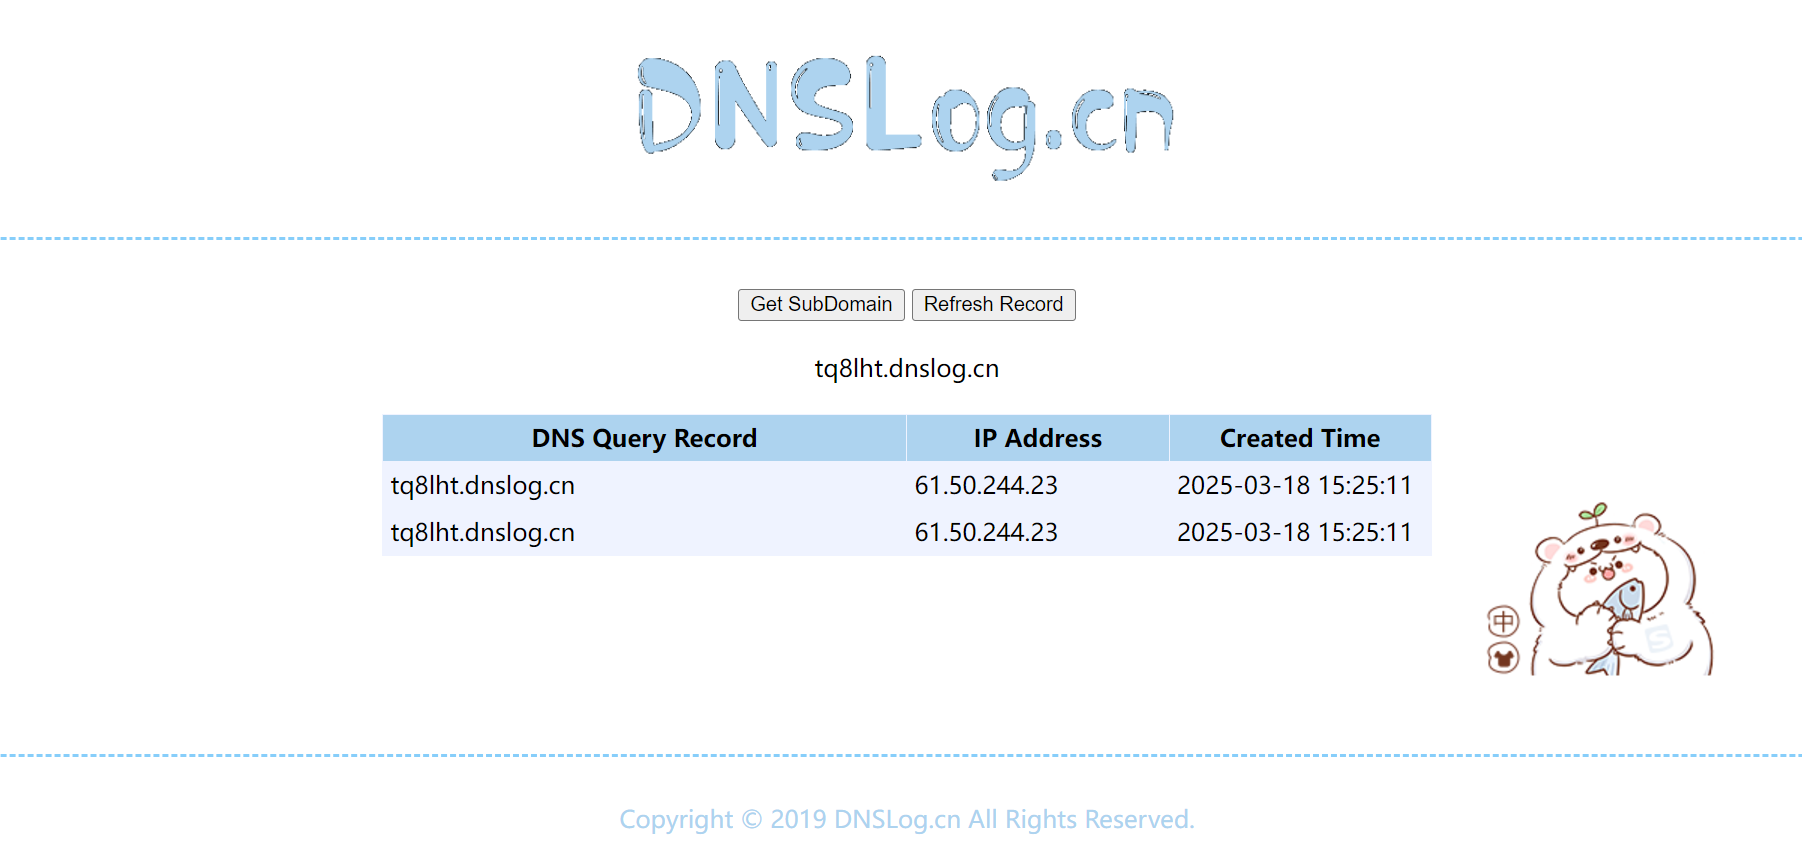 DNSLog.cn
Get SubDomain Refresh Record
tq8lht.dnslog.cn
DNS Query Record IP Address Created Time
tq8lht.dnslog.cn 61.50.244.23 2025-03-18 15:25:11
tq8lht.dnslog.cn 61.50.244.23 2025-03-18 15:25:11
中
S
Copyright © 2019 DNSLog.cn All Rights Reserved.